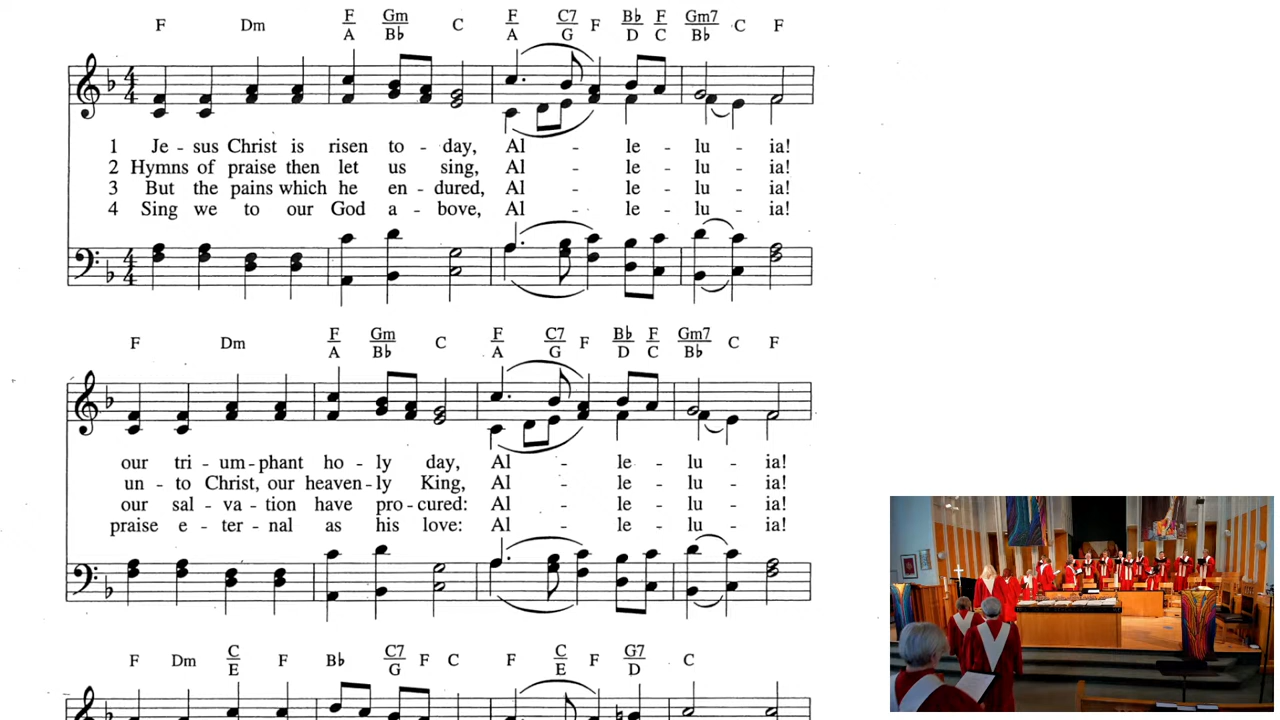 F Dm F/A Gm/B♭ C F/A C7/G F B♭/D F/C Gm7/B♭ C F
1 Je - sus Christ is risen to - day, Al - le - lu - ia!
2 Hymns of praise then let us sing, Al - le - lu - ia!
3 But the pains which he en - dured, Al - le - lu - ia!
4 Sing we to our God a - bove, Al - le - lu - ia!
F Dm F/A Gm/B♭ C F/A C7/G F B♭/D F/C Gm7/B♭ C F
our tri - um - phant ho - ly day, Al - le - lu - ia!
un - to Christ, our heaven - ly King, Al - le - lu - ia!
our sal - va - tion have pro - cured: Al - le - lu - ia!
praise e - ter - nal as his love: Al - le - lu - ia!
F Dm C/E F B♭ C7/G F C F C/E F G7/D C